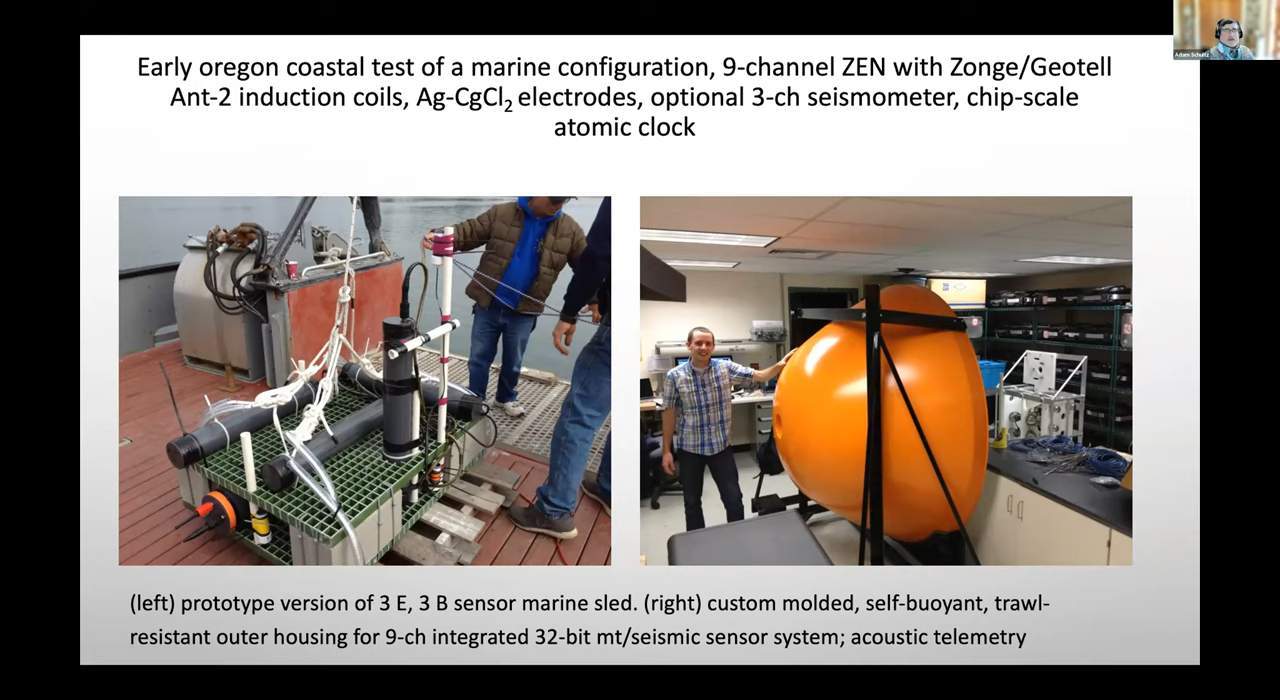 Adam Schultz
Early oregon coastal test of a marine configuration, 9-channel ZEN with Zonge/Geotell
Ant-2 induction coils, Ag-CgCl₂ electrodes, optional 3-ch seismometer, chip-scale
atomic clock
(left) prototype version of 3 E, 3 B sensor marine sled. (right) custom molded, self-buoyant, trawl-
resistant outer housing for 9-ch integrated 32-bit mt/seismic sensor system; acoustic telemetry